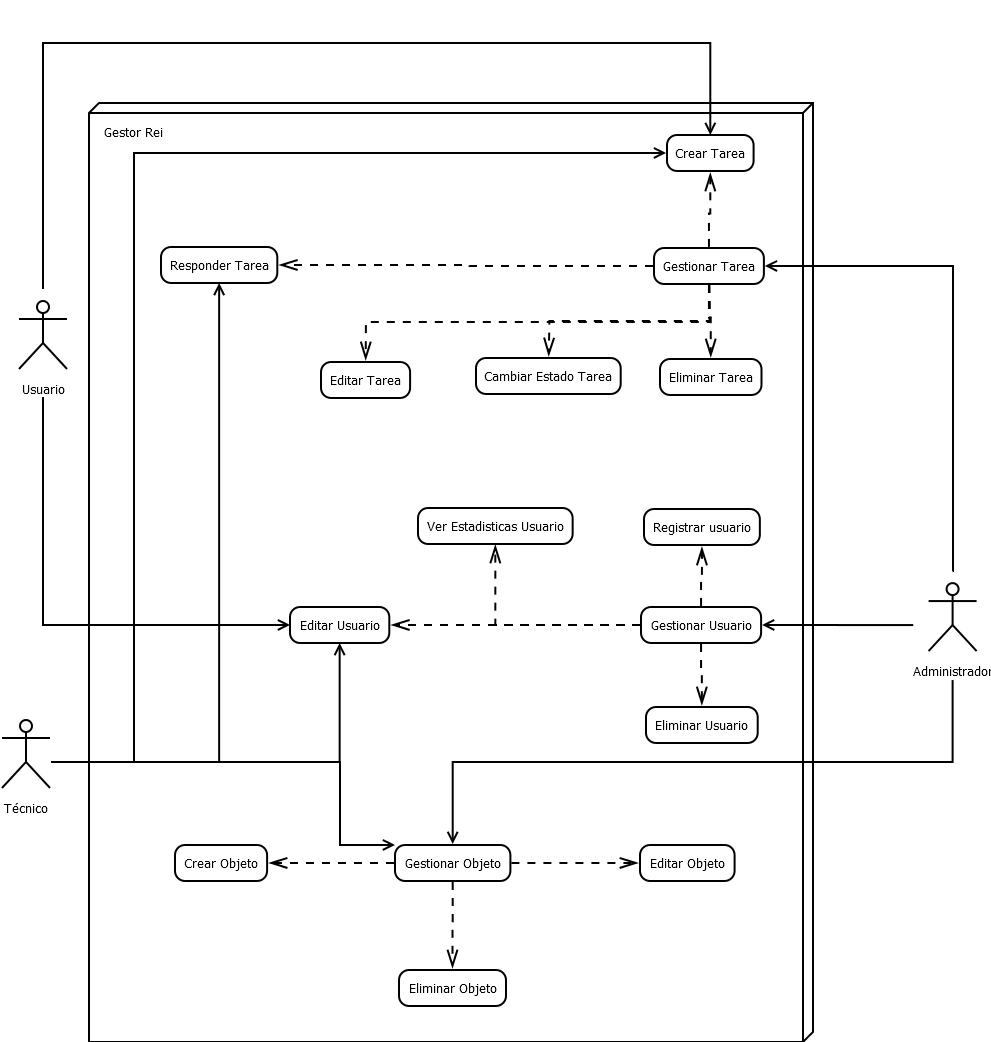 Gestor Rei
Crear Tarea
Responder Tarea
Gestionar Tarea
Editar Tarea
Cambiar Estado Tarea
Eliminar Tarea
Usuario
Ver Estadisticas Usuario
Registrar usuario
Editar Usuario
Gestionar Usuario
Administrador
Eliminar Usuario
Técnico
Crear Objeto
Gestionar Objeto
Editar Objeto
Eliminar Objeto